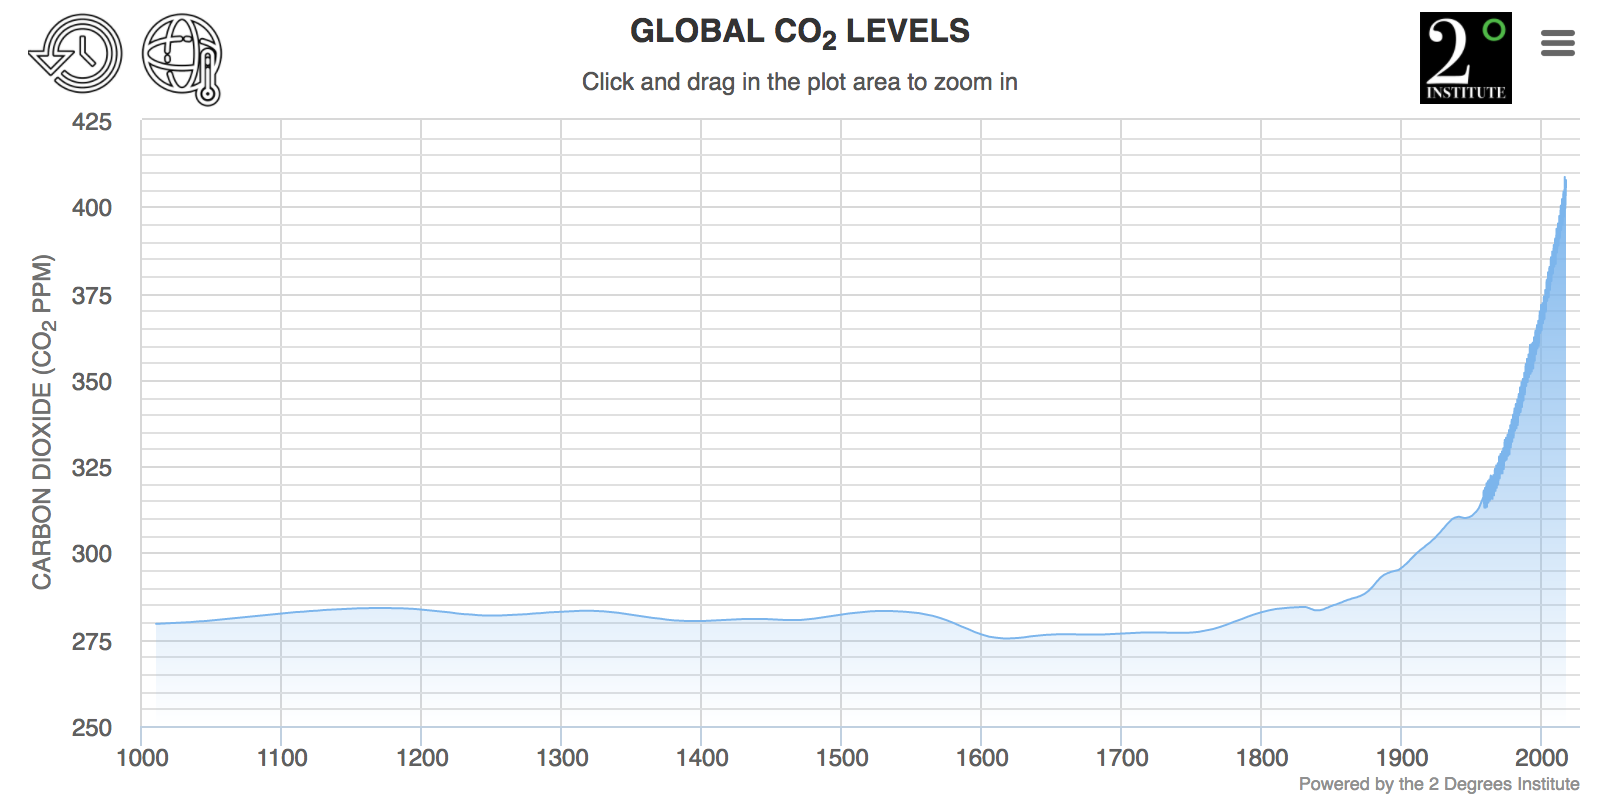 GLOBAL CO2 LEVELS
Click and drag in the plot area to zoom in
2°
INSTITUTE
CARBON DIOXIDE (CO2 PPM)
425
400
375
350
325
300
275
250
1000 1100 1200 1300 1400 1500 1600 1700 1800 1900 2000
Powered by the 2 Degrees Institute